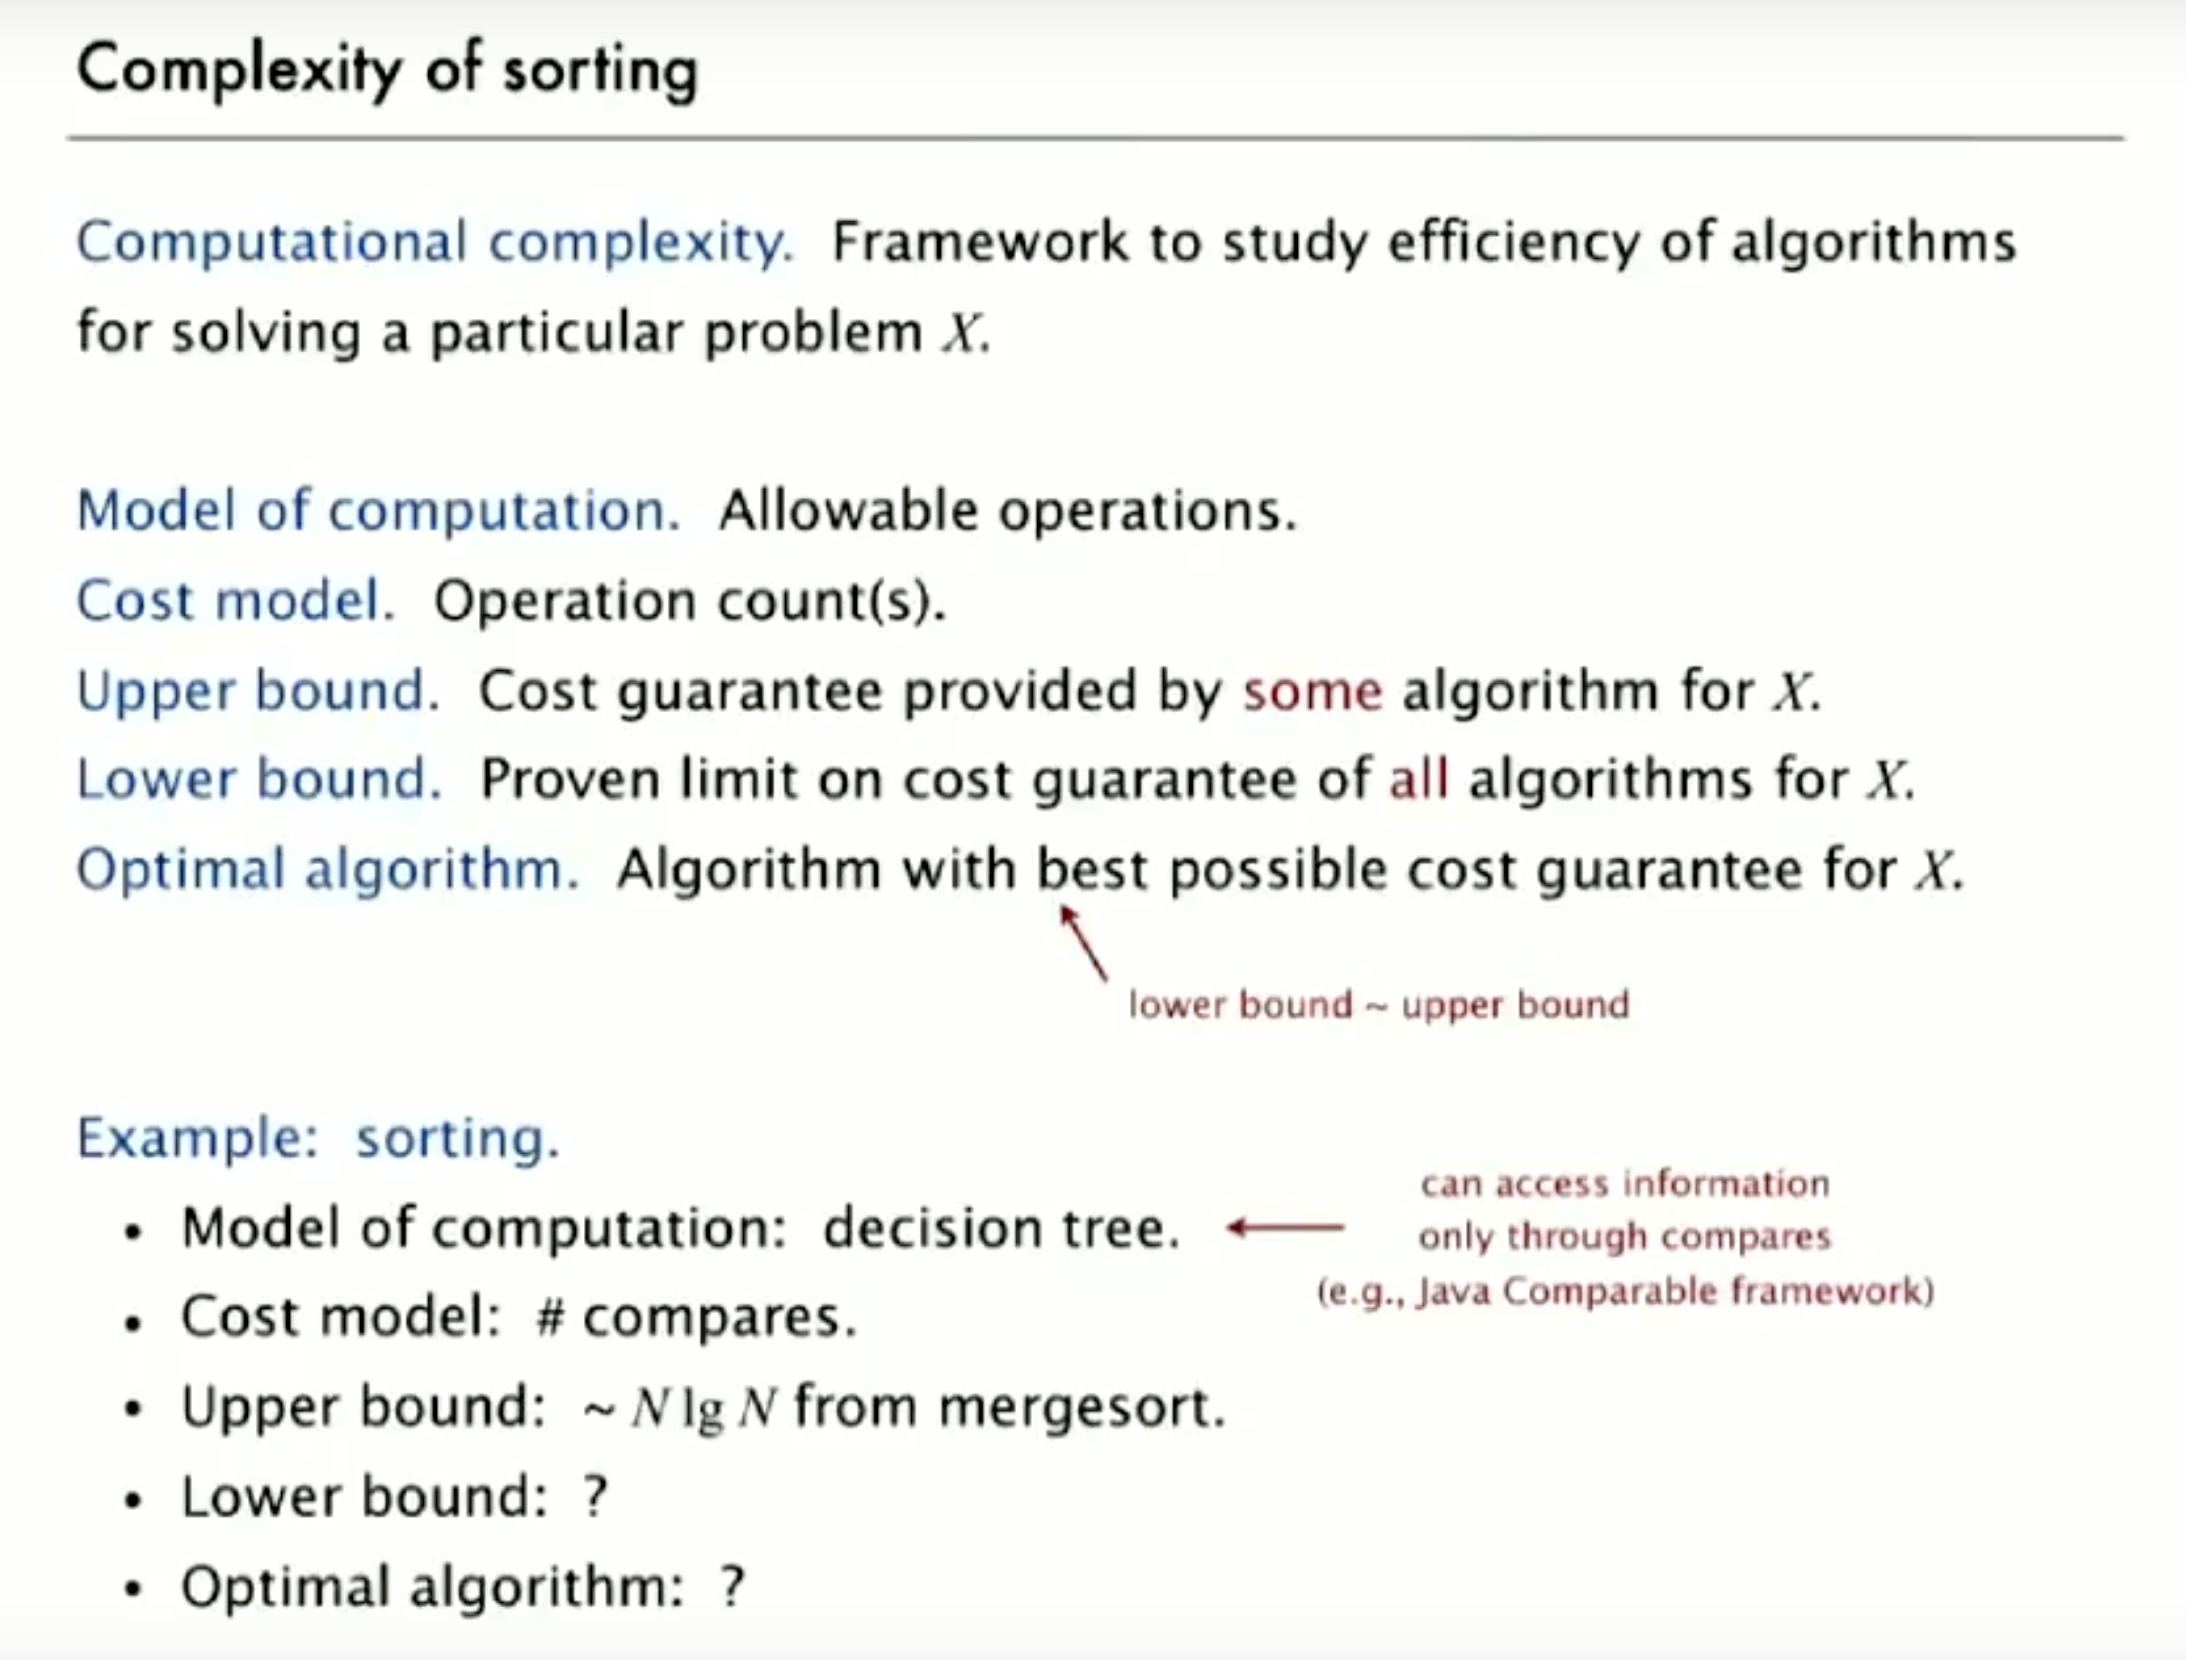 Complexity of sorting
Computational complexity. Framework to study efficiency of algorithms
for solving a particular problem X.
Model of computation. Allowable operations.
Cost model. Operation count(s).
Upper bound. Cost guarantee provided by some algorithm for X.
Lower bound. Proven limit on cost guarantee of all algorithms for X.
Optimal algorithm. Algorithm with best possible cost guarantee for X.
lower bound ~ upper bound
Example: sorting.
• Model of computation: decision tree.
can access information
only through compares
(e.g., Java Comparable framework)
• Cost model: # compares.
• Upper bound: ~ N lg N from mergesort.
• Lower bound: ?
• Optimal algorithm: ?